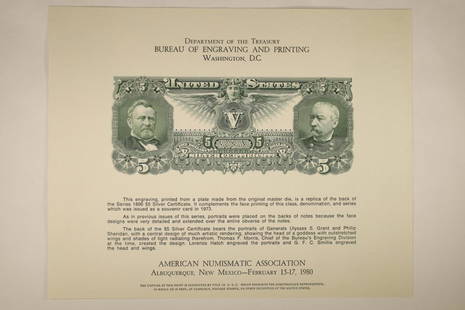 DEPARTMENT OF THE TREASURY
BUREAU OF ENGRAVING AND PRINTING
WASHINGTON, D.C.
UNITED STATES
V
5
5
5
5
SILVER CERTIFICATE
This engraving, printed from a plate made from the original master die, is a replica of the back of
the Series 1896 $5 Silver Certificate. It complements the face printing of this class, denomination, and series
which was issued as a souvenir card in 1973.
As in previous issues of this series, portraits were placed on the backs of notes because the face
designs were very detailed and extended over the entire obverse of the notes.
The back of the $5 Silver Certificate bears the portraits of Generals Ulysses S. Grant and Philip
Sheridan, with a central design of much artistic rendering, showing the head of a goddess with outstretched
wings and shades of light radiating therefrom. Thomas F. Morris, Chief of the Bureau's Engraving Division
at the time, created the design. Lorenzo Hatch engraved the portraits and G. F. C. Smillie engraved
the head and wings.
AMERICAN NUMISMATIC ASSOCIATION
ALBUQUERQUE, NEW MEXICO—FEBRUARY 15-17, 1980